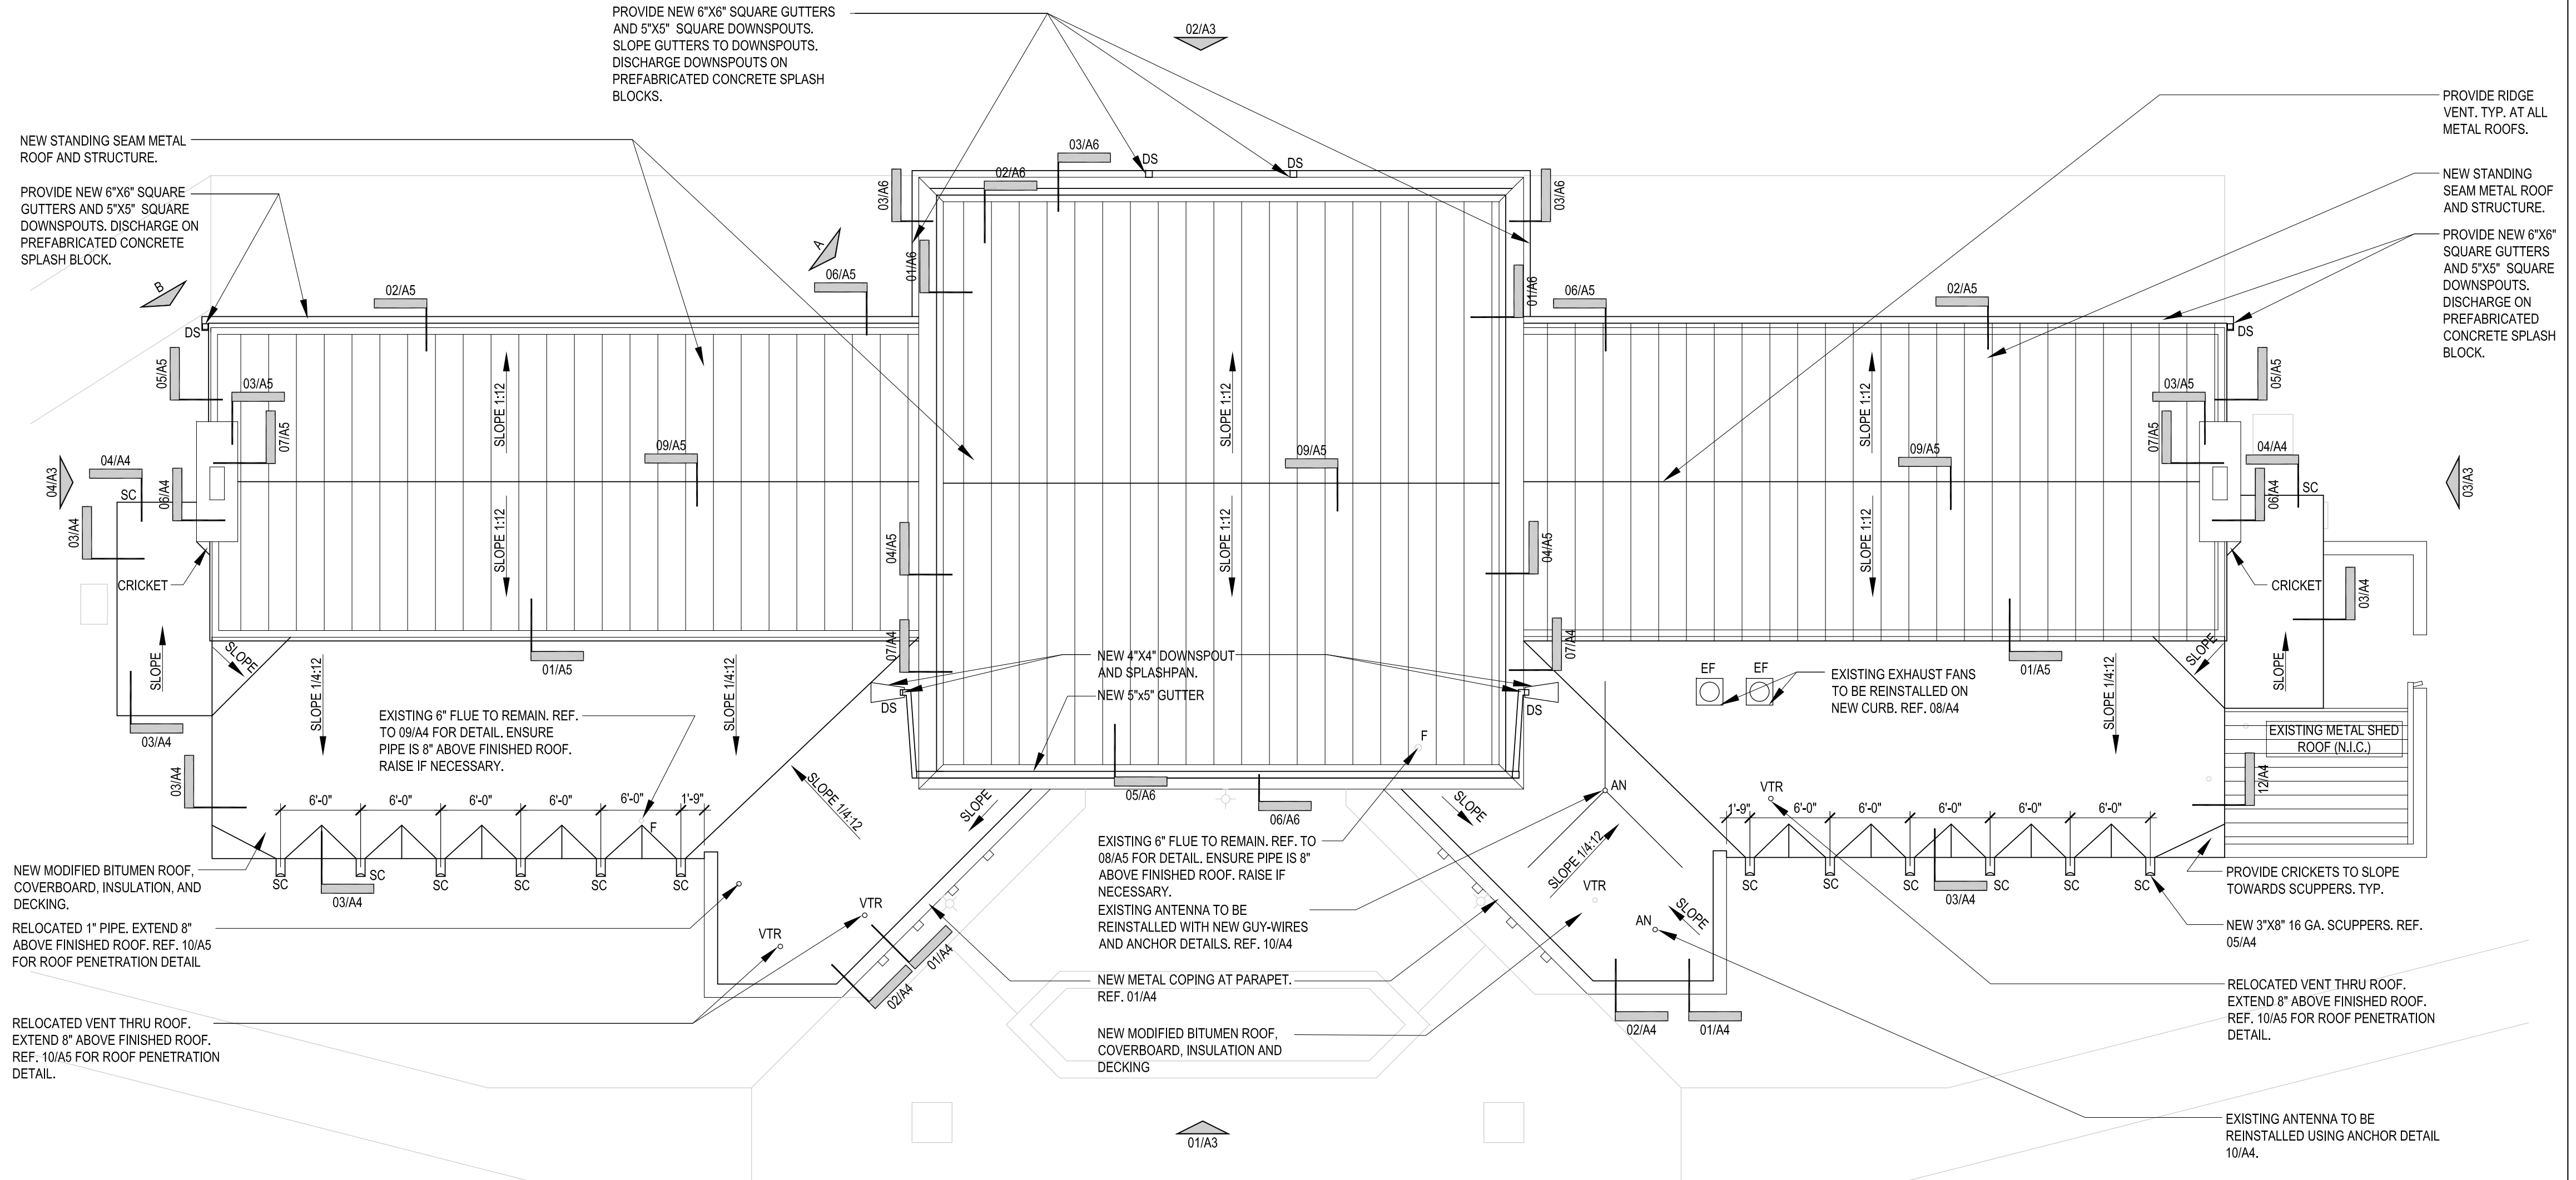 PROVIDE NEW 6"X6" SQUARE GUTTERS
AND 5"X5" SQUARE DOWNSPOUTS.
SLOPE GUTTERS TO DOWNSPOUTS.
DISCHARGE DOWNSPOUTS ON
PREFABRICATED CONCRETE SPLASH
BLOCKS.
02/A3
PROVIDE RIDGE
VENT. TYP. AT ALL
METAL ROOFS.
NEW STANDING SEAM METAL
ROOF AND STRUCTURE.
PROVIDE NEW 6"X6" SQUARE
GUTTERS AND 5"X5" SQUARE
DOWNSPOUTS. DISCHARGE ON
PREFABRICATED CONCRETE
SPLASH BLOCK.
NEW STANDING
SEAM METAL ROOF
AND STRUCTURE.
PROVIDE NEW 6"X6"
SQUARE GUTTERS
AND 5"X5" SQUARE
DOWNSPOUTS.
DISCHARGE ON
PREFABRICATED
CONCRETE SPLASH
BLOCK.
03/A6
DS
DS
02/A6
03/A6
03/A6
A
01/A6
01/A6
B
02/A5
06/A5
06/A5
02/A5
DS
DS
05/A5
05/A5
03/A5
03/A5
07/A5
07/A5
SLOPE 1:12
SLOPE 1:12
SLOPE 1:12
09/A5
09/A5
09/A5
04/A3
04/A4
SC
06/A4
03/A4
04/A4
SC
06/A4
03/A3
SLOPE 1:12
SLOPE 1:12
SLOPE 1:12
04/A5
04/A5
CRICKET
CRICKET
03/A4
07/A4
07/A4
SLOPE
SLOPE
01/A5
SLOPE 1/4:12
SLOPE 1/4:12
NEW 4"X4" DOWNSPOUT
AND SPLASHPAN.
NEW 5"x5" GUTTER
DS
DS
EF
EF
EXISTING EXHAUST FANS
TO BE REINSTALLED ON
NEW CURB. REF. 08/A4
01/A5
SLOPE 1/4:12
SLOPE
SLOPE
03/A4
EXISTING 6" FLUE TO REMAIN. REF.
TO 09/A4 FOR DETAIL. ENSURE
PIPE IS 8" ABOVE FINISHED ROOF.
RAISE IF NECESSARY.
EXISTING METAL SHED
ROOF (N.I.C.)
F
03/A4
12/A4
6'-0"
6'-0"
6'-0"
6'-0"
6'-0"
1'-9"
F
SLOPE 1/4:12
SLOPE
05/A6
06/A6
SLOPE
AN
VTR
1'-9"
6'-0"
6'-0"
6'-0"
6'-0"
6'-0"
EXISTING 6" FLUE TO REMAIN. REF. TO
08/A5 FOR DETAIL. ENSURE PIPE IS 8"
ABOVE FINISHED ROOF. RAISE IF
NECESSARY.
EXISTING ANTENNA TO BE
REINSTALLED WITH NEW GUY-WIRES
AND ANCHOR DETAILS. REF. 10/A4
SLOPE 1/4:12
VTR
SLOPE
AN
NEW MODIFIED BITUMEN ROOF,
COVERBOARD, INSULATION, AND
DECKING.
SC
SC
SC
SC
SC
SC
SC
03/A4
SC
SC
SC
SC
SC
SC
03/A4
PROVIDE CRICKETS TO SLOPE
TOWARDS SCUPPERS. TYP.
RELOCATED 1" PIPE. EXTEND 8"
ABOVE FINISHED ROOF. REF. 10/A5
FOR ROOF PENETRATION DETAIL
VTR
VTR
01/A4
02/A4
NEW 3"X8" 16 GA. SCUPPERS. REF.
05/A4
NEW METAL COPING AT PARAPET.
REF. 01/A4
RELOCATED VENT THRU ROOF.
EXTEND 8" ABOVE FINISHED ROOF.
REF. 10/A5 FOR ROOF PENETRATION
DETAIL.
RELOCATED VENT THRU ROOF.
EXTEND 8" ABOVE FINISHED ROOF.
REF. 10/A5 FOR ROOF PENETRATION
DETAIL.
NEW MODIFIED BITUMEN ROOF,
COVERBOARD, INSULATION AND
DECKING
02/A4
01/A4
01/A3
EXISTING ANTENNA TO BE
REINSTALLED USING ANCHOR DETAIL
10/A4.